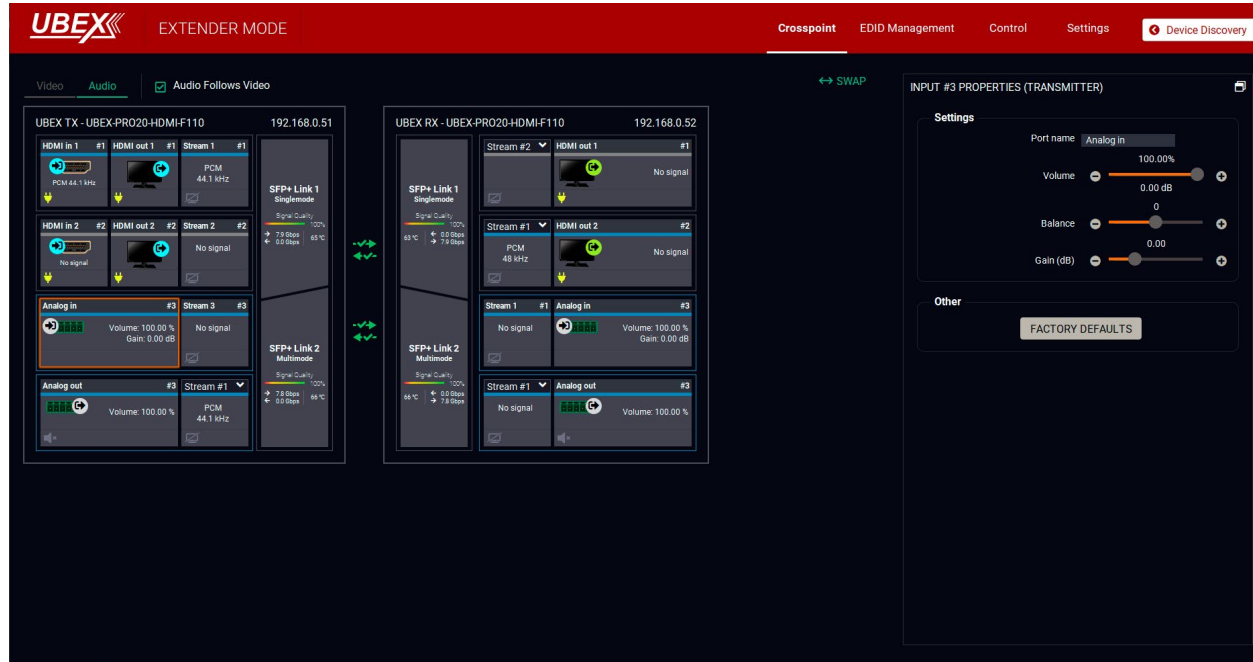 UBEX EXTENDER MODE
Crosspoint EDID Management Control Settings Device Discovery
Video Audio Audio Follows Video
SWAP
UBEX TX - UBEX-PRO20-HDMI-F110 192.168.0.51
HDMI in 1 #1 HDMI out 1 #1 Stream 1 #1
PCM 44.1 kHz
PCM
44.1 kHz
HDMI in 2 #2 HDMI out 2 #2 Stream 2 #2
No signal
No signal
Analog in #3 Stream 3 #3
Volume: 100.00 %
Gain: 0.00 dB
No signal
Analog out #3 Stream #1
Volume: 100.00 %
PCM
44.1 kHz
SFP+ Link 1
Singlemode
Signal Quality
100%
7.9 Gbps
0.0 Gbps
65 ℃
SFP+ Link 2
Multimode
Signal Quality
100%
7.8 Gbps
0.0 Gbps
66 ℃
UBEX RX - UBEX-PRO20-HDMI-F110 192.168.0.52
SFP+ Link 1
Singlemode
Signal Quality
100%
63 ℃
0.0 Gbps
7.9 Gbps
SFP+ Link 2
Multimode
Signal Quality
100%
66 ℃
0.0 Gbps
7.8 Gbps
Stream #2 HDMI out 1 #1
No signal
Stream #1 HDMI out 2 #2
PCM
48 kHz
No signal
Stream 1 #1 Analog in #3
No signal
Volume: 100.00 %
Gain: 0.00 dB
Stream #1 Analog out #3
No signal
Volume: 100.00 %
INPUT #3 PROPERTIES (TRANSMITTER)
Settings
Port name Analog in
100.00%
Volume
0.00 dB
0
Balance
0.00
Gain (dB)
Other
FACTORY DEFAULTS